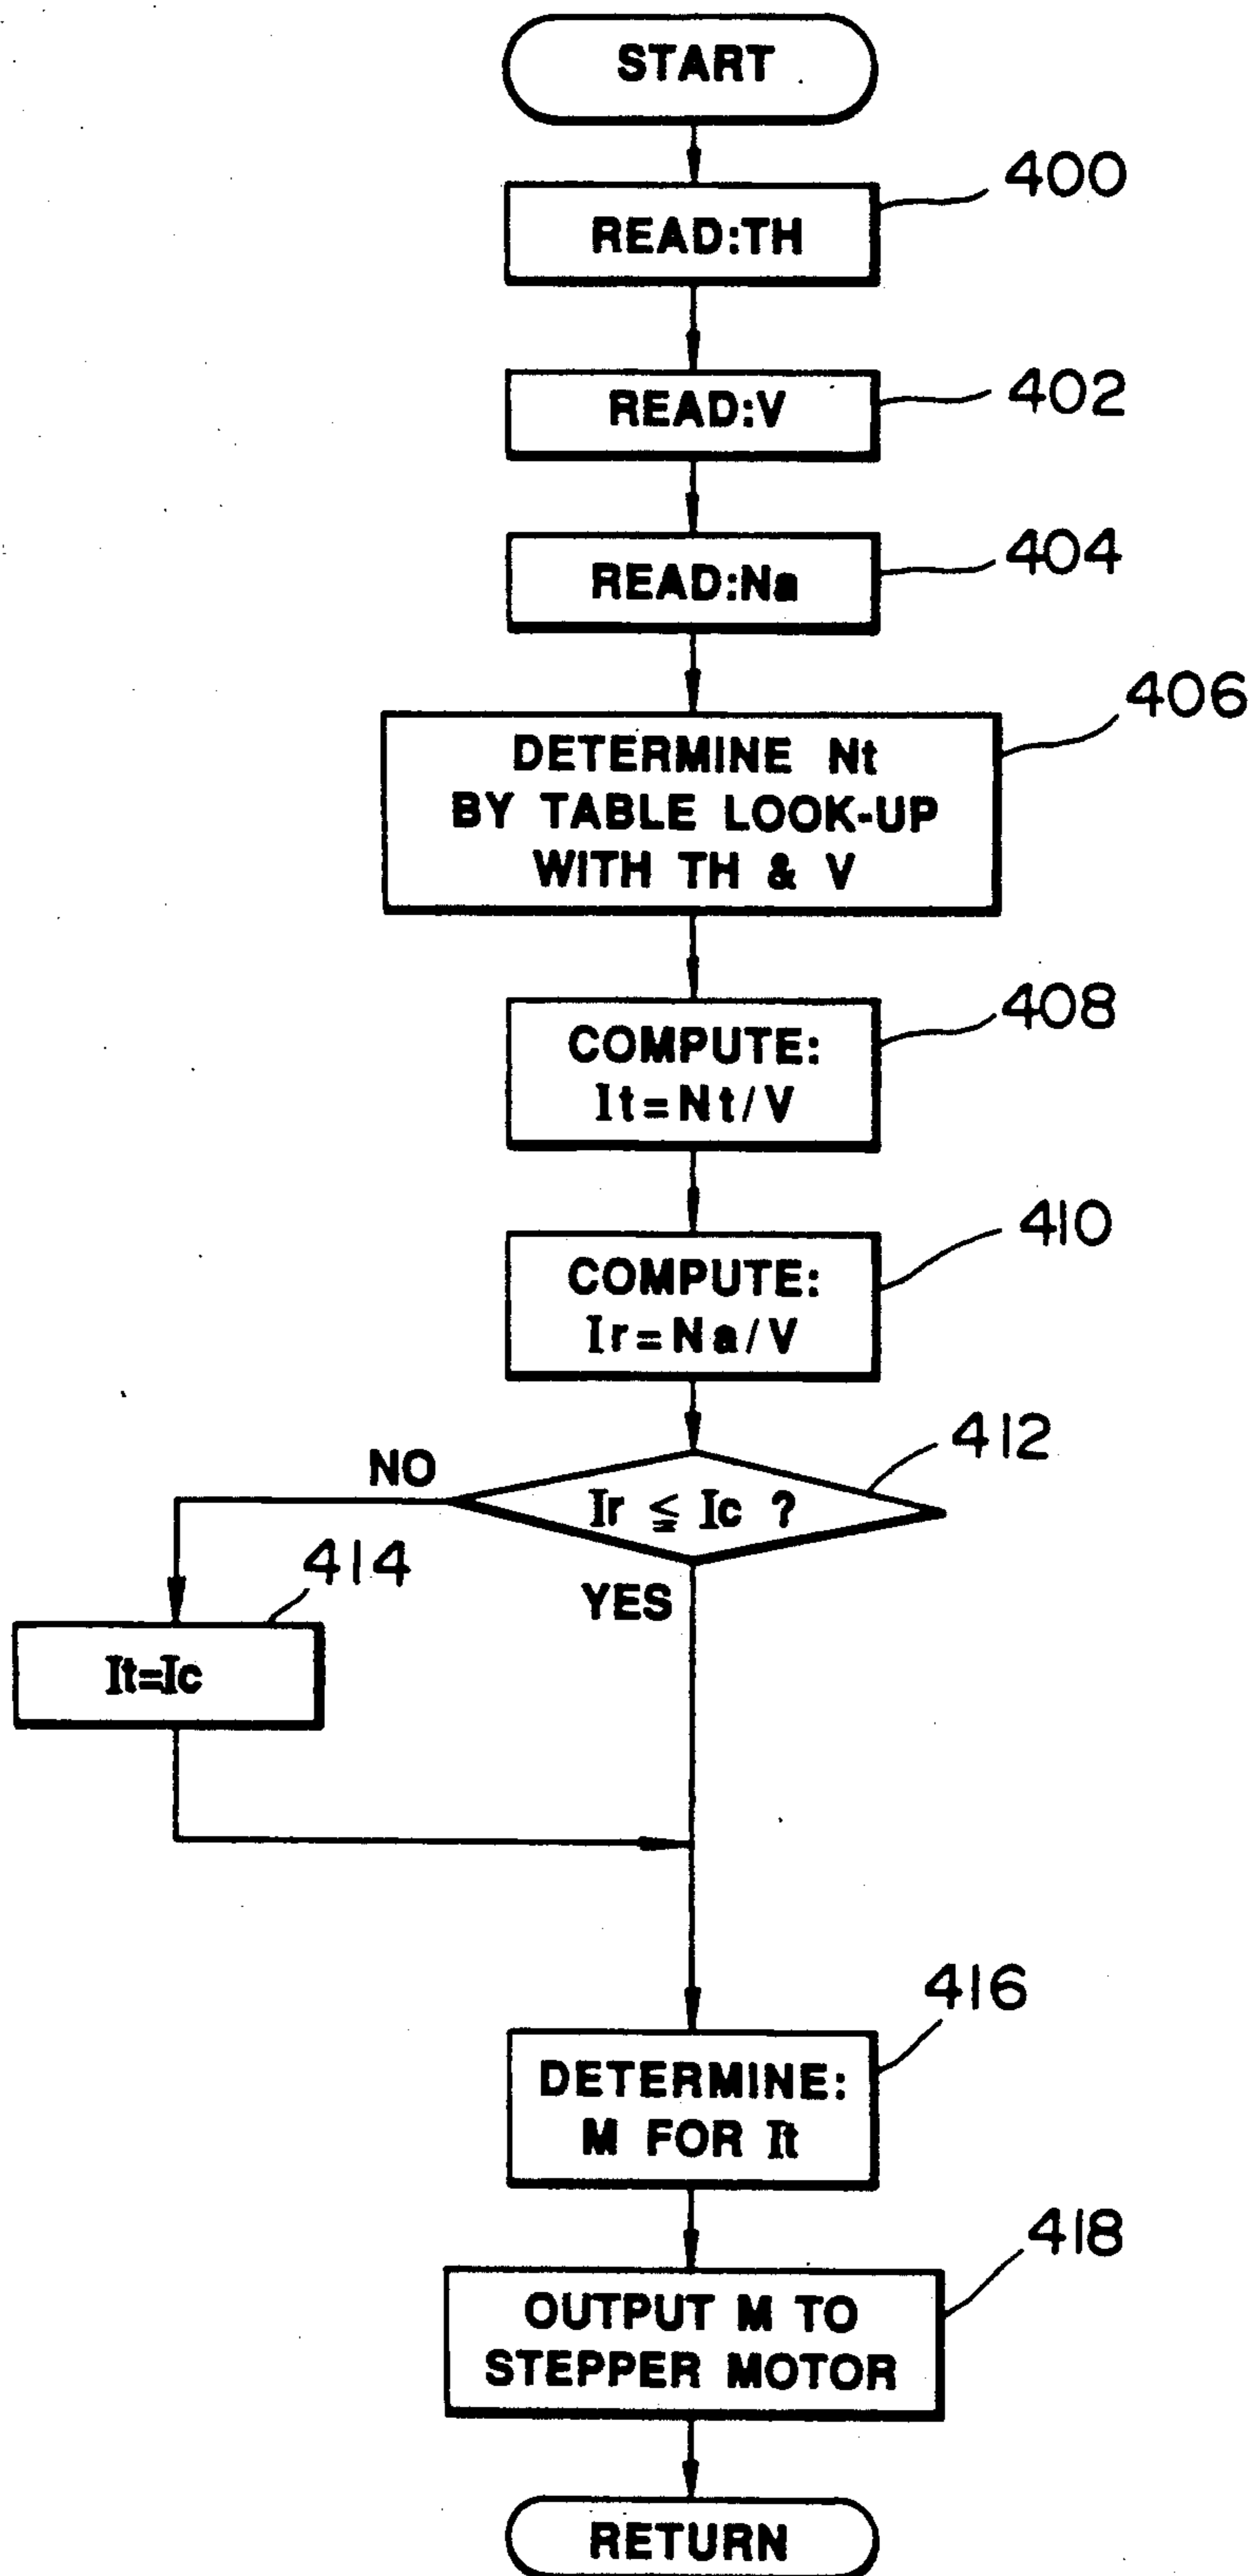 START
400
READ:TH
402
READ:V
404
READ:Na
406
DETERMINE Nt
BY TABLE LOOK-UP
WITH TH & V
408
COMPUTE:
It=Nt/V
410
COMPUTE:
Ir=Na/V
412
NO
Ir ≦ Ic ?
YES
414
It=Ic
416
DETERMINE:
M FOR It
418
OUTPUT M TO
STEPPER MOTOR
RETURN